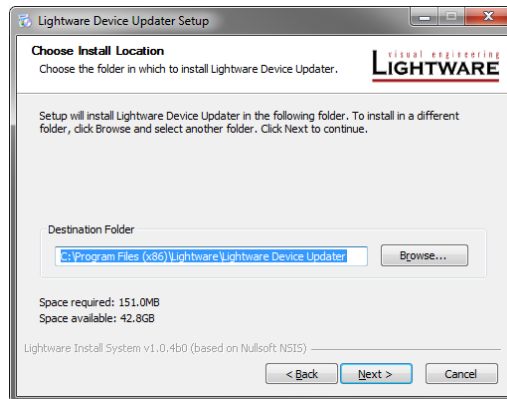 Lightware Device Updater Setup
Choose Install Location
Choose the folder in which to install Lightware Device Updater.
visual engineering
LIGHTWARE
Setup will install Lightware Device Updater in the following folder. To install in a different
folder, click Browse and select another folder. Click Next to continue.
Destination Folder
C:\Program Files (x86)\Lightware\Lightware Device Updater
Browse...
Space required: 151.0MB
Space available: 42.8GB
Lightware Install System v1.0.4b0 (based on Nullsoft NSIS)
< Back
Next >
Cancel